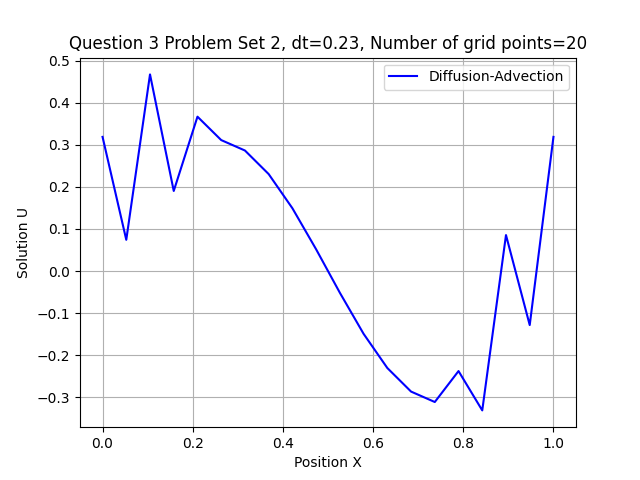 Question 3 Problem Set 2, dt=0.23, Number of grid points=20
Diffusion-Advection
Solution U
0.5
0.4
0.3
0.2
0.1
0.0
−0.1
−0.2
−0.3
0.0 0.2 0.4 0.6 0.8 1.0
Position X